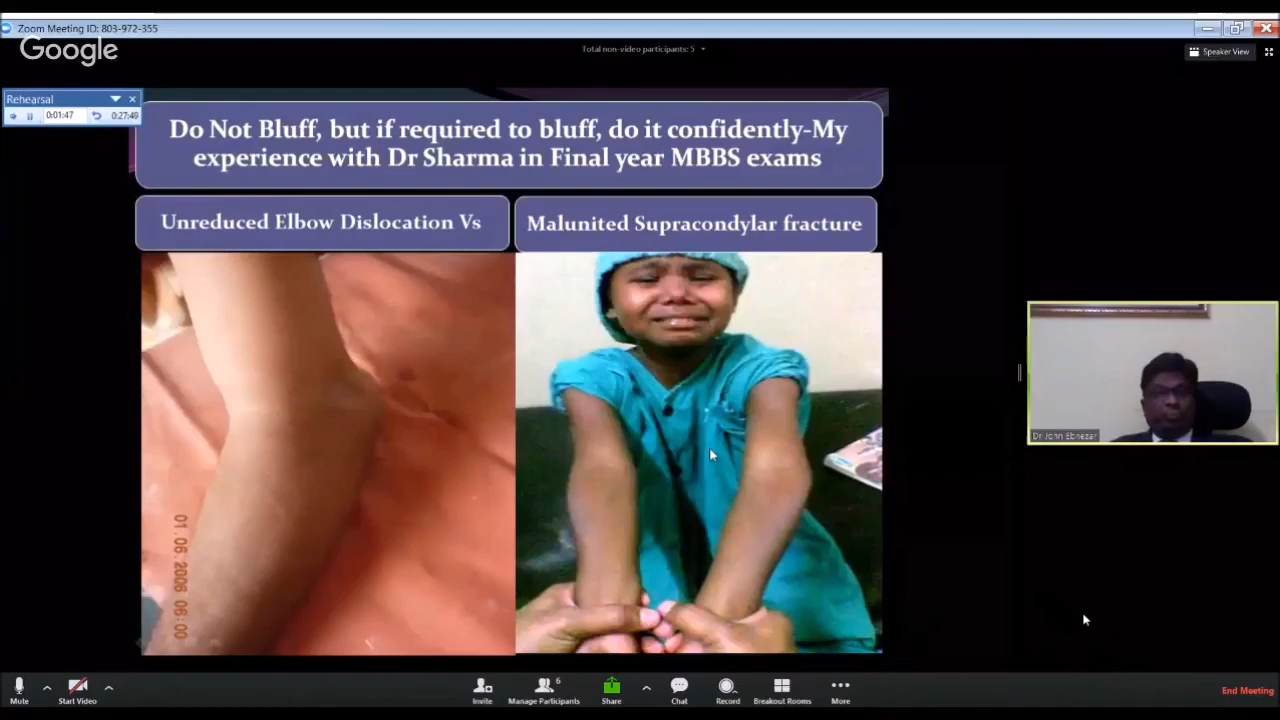 Zoom Meeting ID: 803-972-355
Google
Total non-video participants: 5
Speaker View
Rehearsal
0:01:47
0:27:49
Do Not Bluff, but if required to bluff, do it confidently-My
experience with Dr Sharma in Final year MBBS exams
Unreduced Elbow Dislocation Vs
Malunited Supracondylar fracture
01.06.2006 06:00
Dr John Ebnezar
Mute
Start Video
Invite
6
Manage Participants
Share
Chat
Record
Breakout Rooms
More
End Meeting